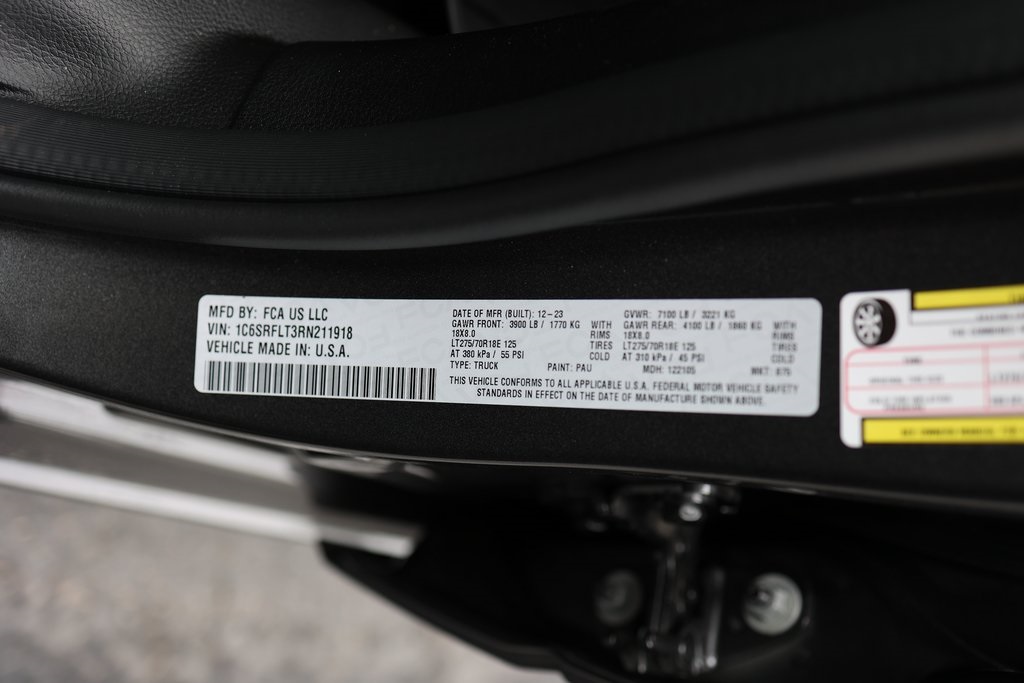 MFD BY: FCA US LLC
VIN: 1C6SRFLT3RN211918
VEHICLE MADE IN: U.S.A.
DATE OF MFR (BUILT): 12-23 GVWR: 7100 LB / 3221 KG
GAWR FRONT: 3900 LB / 1770 KG WITH GAWR REAR: 4100 LB / 1860 KG WITH
18X8.0 RIMS 18X8.0 RIMS
LT275/70R18E 125 TIRES LT275/70R18E 125 TIRES
AT 380 kPa / 55 PSI COLD AT 310 kPa / 45 PSI COLD
TYPE: TRUCK PAINT: PAU MDH: 122105 WKT: 875
THIS VEHICLE CONFORMS TO ALL APPLICABLE U.S.A. FEDERAL MOTOR VEHICLE SAFETY
STANDARDS IN EFFECT ON THE DATE OF MANUFACTURE SHOWN ABOVE.